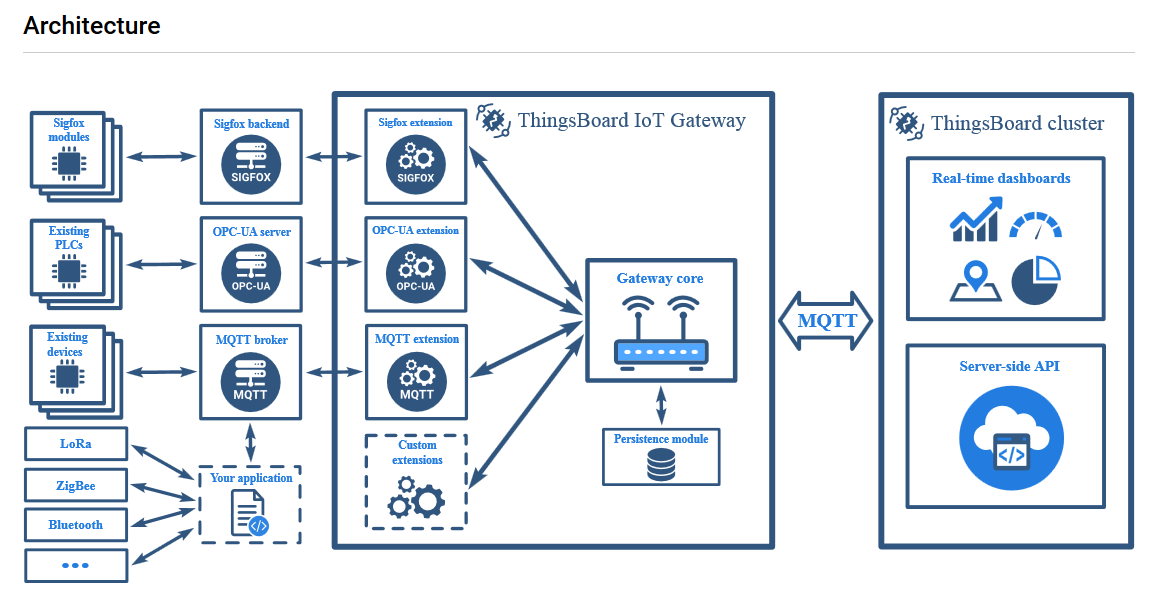 Architecture
Sigfox
modules
Sigfox backend
SIGFOX
Sigfox extension
SIGFOX
ThingsBoard IoT Gateway
ThingsBoard cluster
Real-time dashboards
Existing
PLCs
OPC-UA server
OPC-UA
OPC-UA extension
OPC-UA
Gateway core
MQTT
Existing
devices
MQTT broker
MQTT
MQTT extension
MQTT
Server-side API
</>
LoRa
ZigBee
Bluetooth
•••
Your application
</>
Custom
extensions
Persistence module